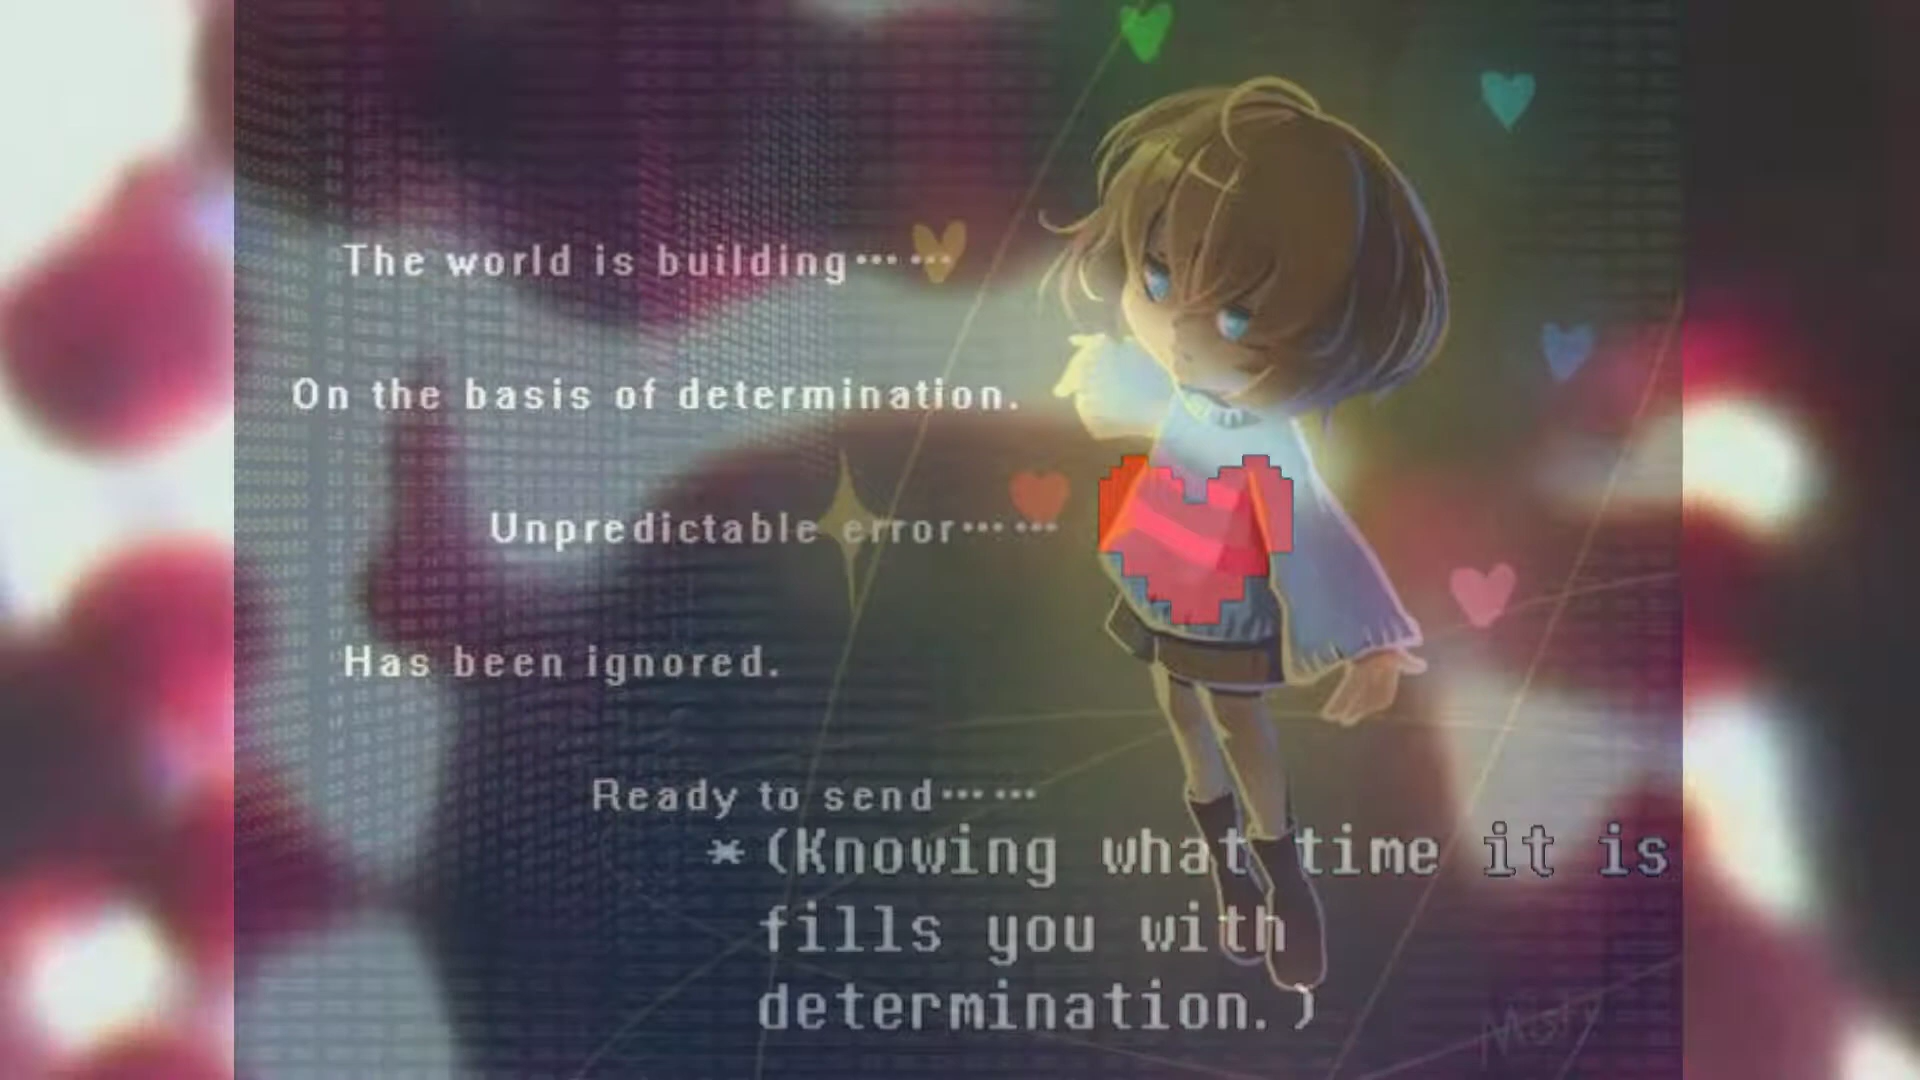 The world is building… …
On the basis of determination.
Unpredictable error… …
Has been ignored.
Ready to send… …
* (Knowing what time it is
fills you with
determination.)
Misty